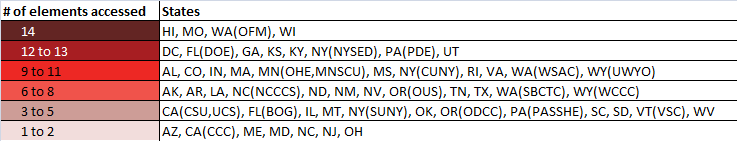 # of elements accessed States
14 HI, MO, WA(OFM), WI
12 to 13 DC, FL(DOE), GA, KS, KY, NY(NYSED), PA(PDE), UT
9 to 11 AL, CO, IN, MA, MN(OHE,MNSCU), MS, NY(CUNY), RI, VA, WA(WSAC), WY(UWYO)
6 to 8 AK, AR, LA, NC(NCCCS), ND, NM, NV, OR(OUS), TN, TX, WA(SBCTC), WY(WCCC)
3 to 5 CA(CSU,UCS), FL(BOG), IL, MT, NY(SUNY), OK, OR(ODCC), PA(PASSHE), SC, SD, VT(VSC), WV
1 to 2 AZ, CA(CCC), ME, MD, NC, NJ, OH